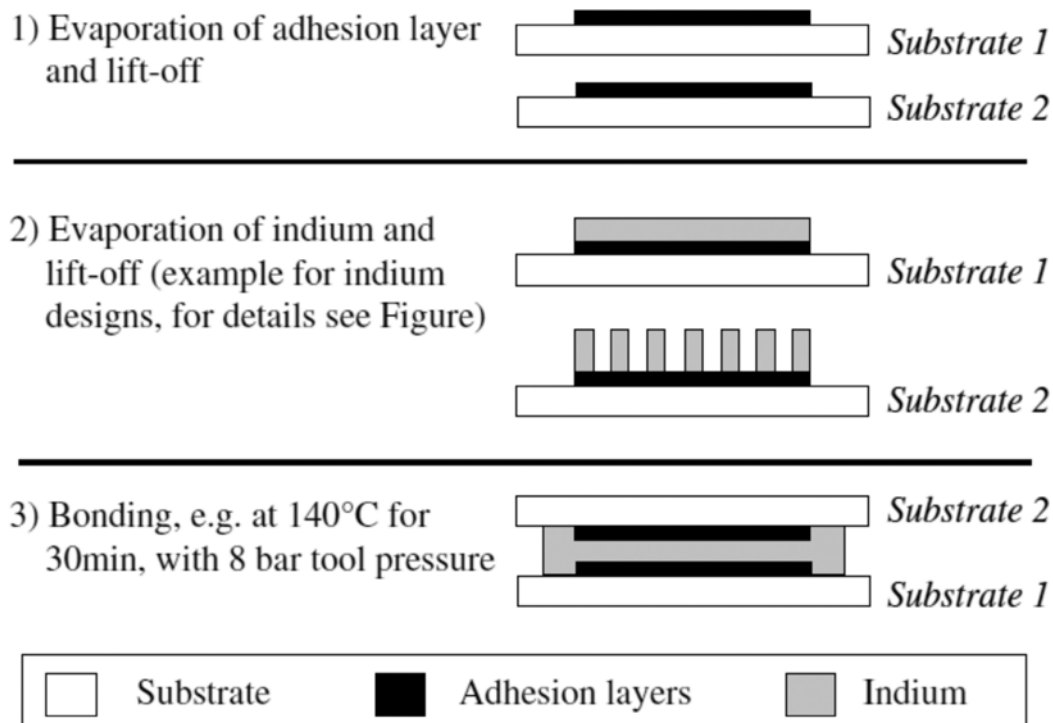 1) Evaporation of adhesion layer
and lift-off
Substrate 1
Substrate 2
2) Evaporation of indium and
lift-off (example for indium
designs, for details see Figure)
Substrate 1
Substrate 2
3) Bonding, e.g. at 140°C for
30min, with 8 bar tool pressure
Substrate 2
Substrate 1
Substrate Adhesion layers Indium